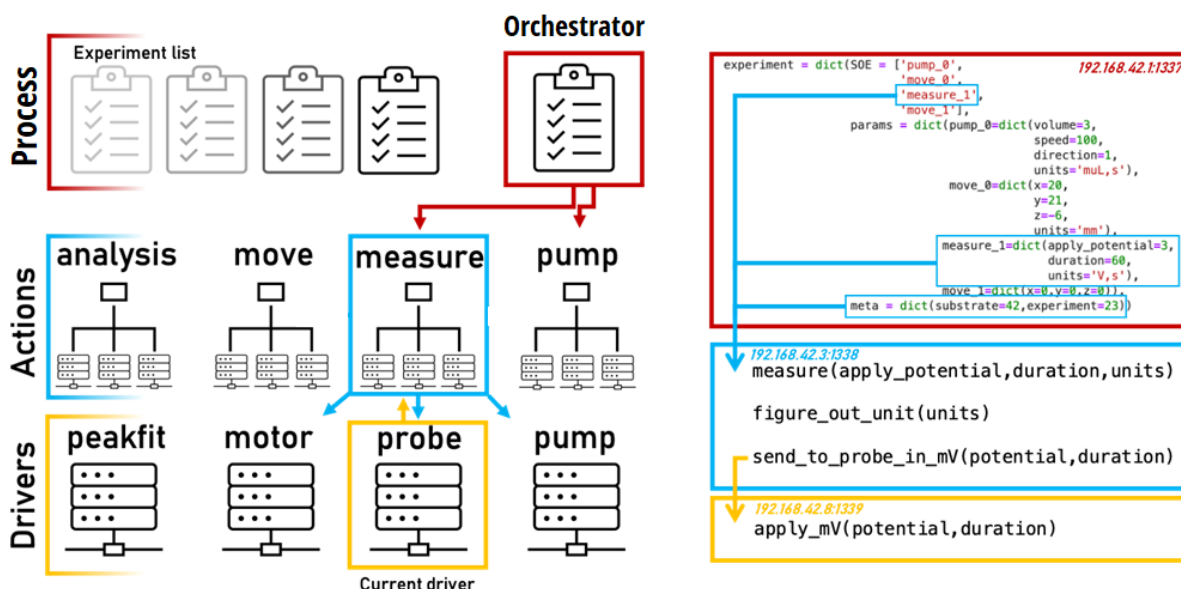 Orchestrator
Process
Experiment list
Actions
analysis
move
measure
pump
Drivers
peakfit
motor
probe
pump
Current driver
192.168.42.1:1337
experiment = dict(SOE = ['pump_0',
'move_0',
'measure_1',
'move_1'],
params = dict(pump_0=dict(volume=3,
speed=100,
direction=1,
units='muL,s'),
move_0=dict(x=20,
y=21,
z=-6,
units='mm'),
measure_1=dict(apply_potential=3,
duration=60,
units='V,s'),
move_1=dict(x=0,y=0,z=0)),
meta = dict(substrate=42,experiment=23))
192.168.42.3:1338
measure(apply_potential,duration,units)
figure_out_unit(units)
send_to_probe_in_mV(potential,duration)
192.168.42.8:1339
apply_mV(potential,duration)